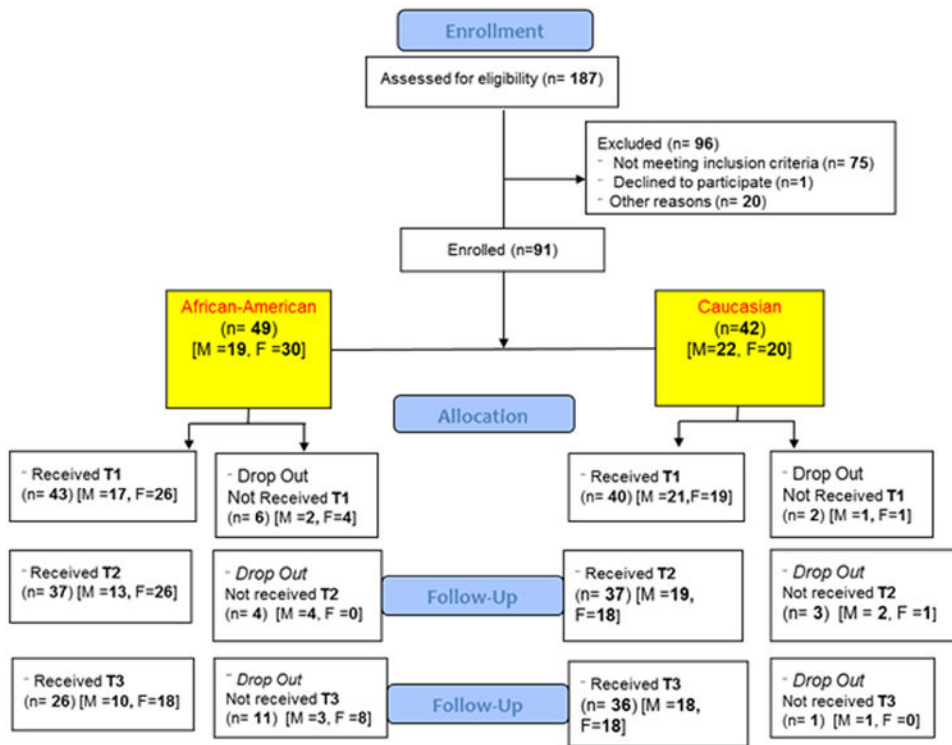 Enrollment
Assessed for eligibility (n= 187)
Excluded (n= 96)
- Not meeting inclusion criteria (n= 75)
- Declined to participate (n=1)
- Other reasons (n= 20)
Enrolled (n=91)
African-American
(n= 49)
[M =19, F =30]
Caucasian
(n=42)
[M=22, F=20]
Allocation
- Received T1
(n= 43) [M =17, F=26]
- Drop Out
Not Received T1
(n= 6) [M =2, F=4]
- Received T1
(n= 40) [M =21,F=19]
- Drop Out
Not Received T1
(n= 2) [M =1, F=1]
- Received T2
(n= 37) [M =13, F=26]
- Drop Out
Not received T2
(n= 4) [M =4, F=0]
Follow-Up
- Received T2
(n= 37) [M =19,
F=18]
- Drop Out
Not received T2
(n= 3) [M = 2, F=1]
- Received T3
(n= 26) [M =10, F=18]
- Drop Out
Not received T3
(n= 11) [M =3, F =8]
Follow-Up
- Received T3
(n= 36) [M =18,
F=18]
- Drop Out
Not received T3
(n= 1) [M =1, F =0]